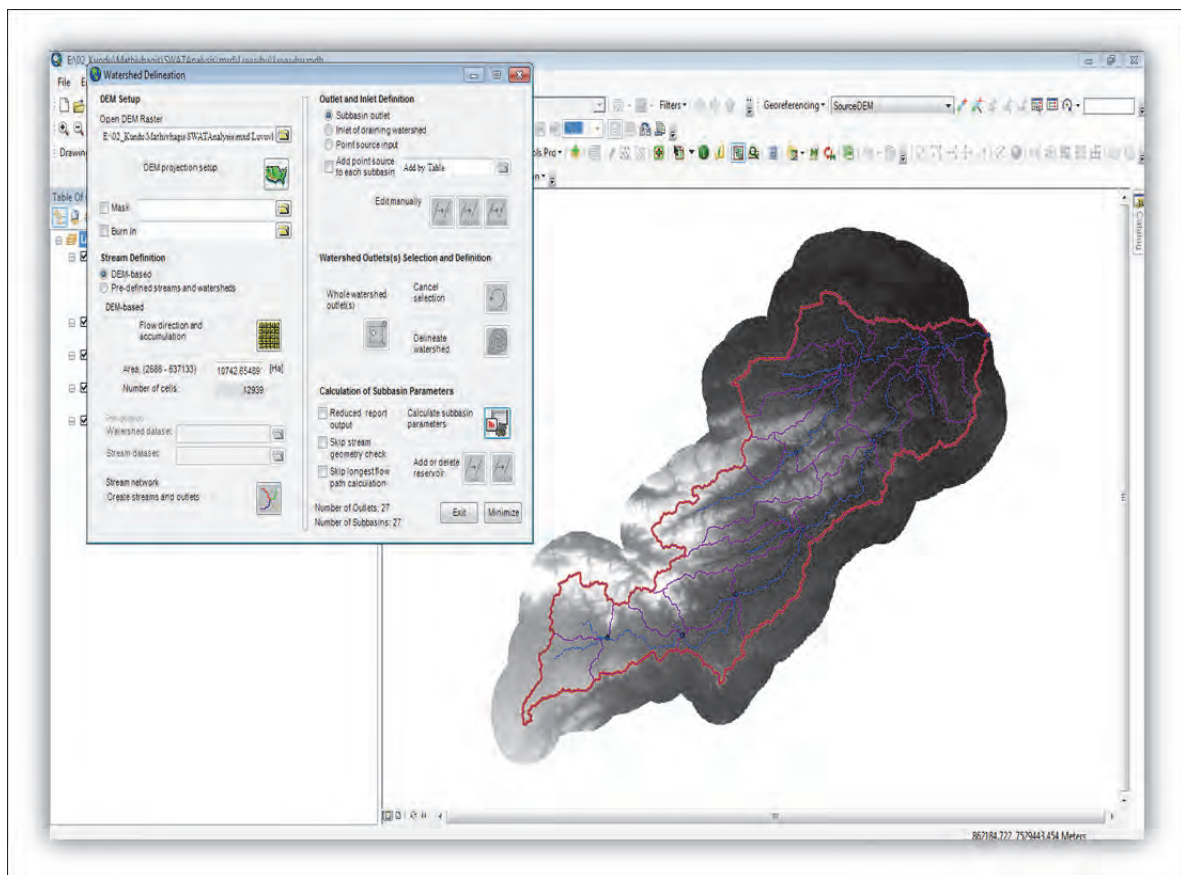 Watershed Delineation
File
Filters
Georeferencing
SourceDEM
Drawin
Table Of
DEM Setup
Open DEM Raster
DEM projection setup
Mask
Burn In
Stream Definition
DEM-based
Pre-defined streams and watersheds
DEM-based
Flow direction and
accumulation
Area: (2686 - 537133)
10742.65489
[Ha]
Number of cells:
12939
Watershed dataset:
Stream dataset:
Stream network
Create streams and outlets
Outlet and Inlet Definition
Subbasin outlet
Inlet of draining watershed
Point source input
Add point source
to each subbasin
Add by Table
Edit manually
Watershed Outlets(s) Selection and Definition
Whole watershed
outlet(s)
Cancel
selection
Delineate
watershed
Calculation of Subbasin Parameters
Reduced report
output
Calculate subbasin
parameters
Skip stream
geometry check
Skip longest flow
path calculation
Add or delete
reservoir
Number of Outlets: 27
Number of Subbasins: 27
Exit
Minimize
Catalog
862184.722 7529443.454 Meters